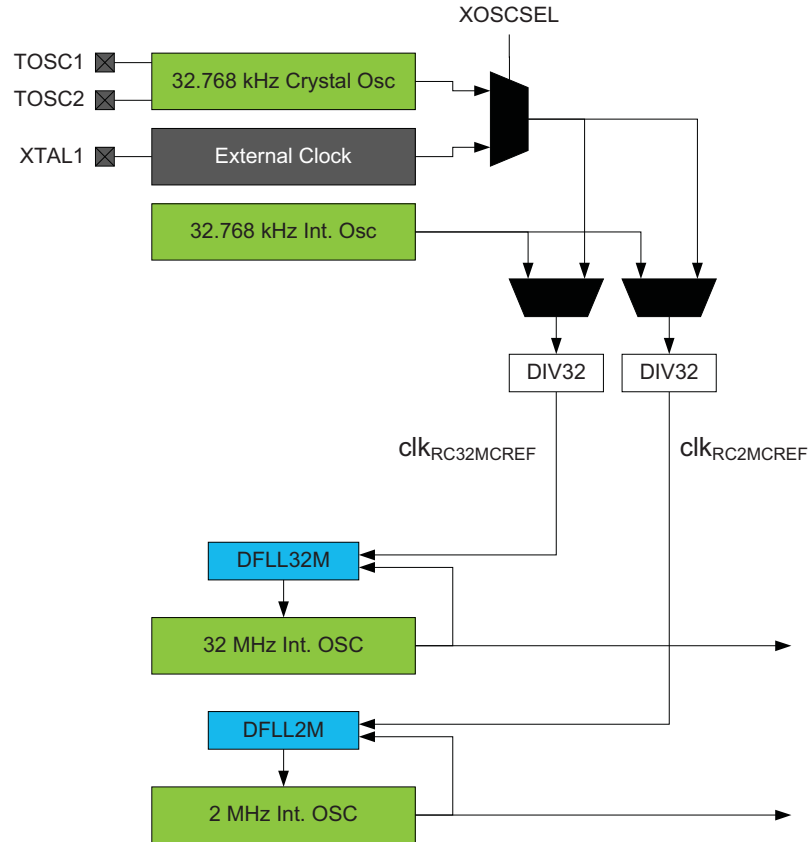 XOSCSEL
TOSC1
32.768 kHz Crystal Osc
TOSC2
XTAL1
External Clock
32.768 kHz Int. Osc
DIV32
DIV32
clkRC32MCREF
clkRC2MCREF
DFLL32M
32 MHz Int. OSC
DFLL2M
2 MHz Int. OSC